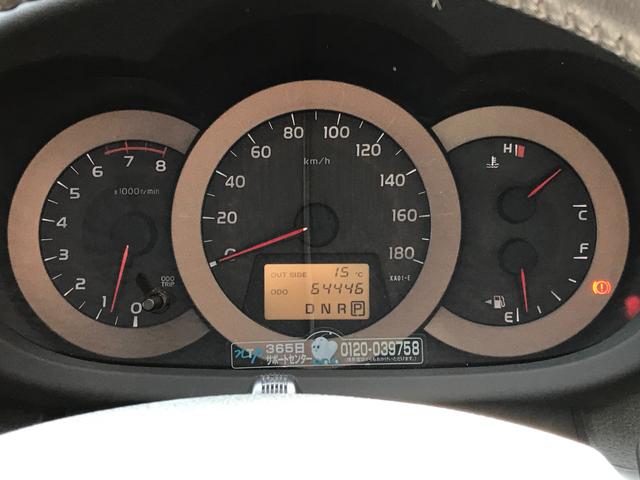 8
7
6
5
4
3
2
1
0
x1000r/min
ODO
TRIP
0
20
40
60
80
100
120
140
160
180
km/h
XA01-E
OUT SIDE 15 °C
ODO 64446
D N R P
H
C
F
E
365日
サポートセンター
0120-039758